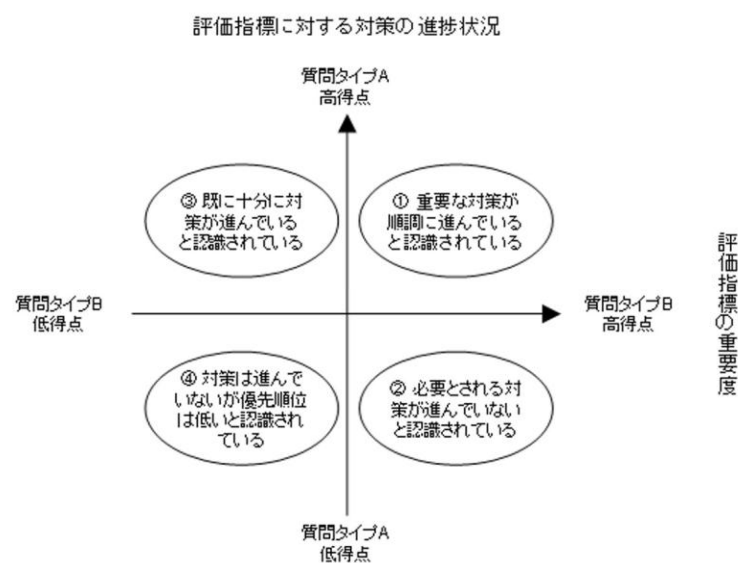 評価指標に対する対策の進捗状況
質問タイプA
高得点
③ 既に十分に対
策が進んでいる
と認識されている
① 重要な対策が
順調に進んでいる
と認識されている
質問タイプB
低得点
質問タイプB
高得点
評価指標の重要度
④ 対策は進んで
いないが優先順位
は低いと認識され
ている
② 必要とされる対
策が進んでいない
と認識されている
質問タイプA
低得点